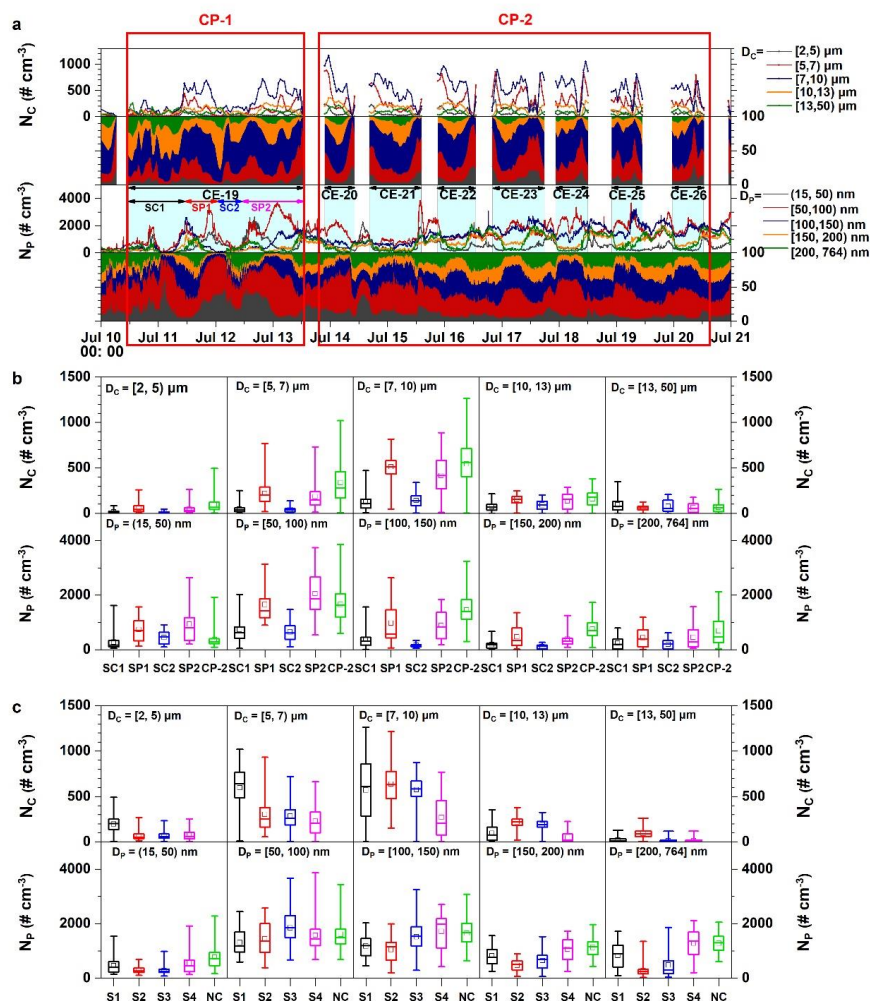 CP-1 CP-2
a
D_C= [2,5) μm
[5,7) μm
[7,10) μm
[10,13) μm
[13,50) μm
N_C (# cm⁻³)
1000
500
0
100
50
0
CE-19 CE-20 CE-21 CE-22 CE-23 CE-24 CE-25 CE-26
SC1 SP1 SC2 SP2
D_P= (15, 50) nm
[50,100) nm
[100,150) nm
[150, 200) nm
[200, 764) nm
N_P (# cm⁻³)
4000
2000
0
100
50
0
Jul 10 Jul 11 Jul 12 Jul 13 Jul 14 Jul 15 Jul 16 Jul 17 Jul 18 Jul 19 Jul 20 Jul 21
00: 00
b
D_C = [2, 5) μm D_C = [5, 7) μm D_C = [7, 10) μm D_C = [10, 13) μm D_C = [13, 50] μm
N_C (# cm⁻³) N_C (# cm⁻³)
1500 1500
1000 1000
500 500
0 0
D_P = (15, 50) nm D_P = [50, 100) nm D_P = [100, 150) nm D_P = [150, 200) nm D_P = [200, 764] nm
N_P (# cm⁻³) N_P (# cm⁻³)
4000 4000
2000 2000
0 0
SC1 SP1 SC2 SP2 CP-2 SC1 SP1 SC2 SP2 CP-2 SC1 SP1 SC2 SP2 CP-2 SC1 SP1 SC2 SP2 CP-2 SC1 SP1 SC2 SP2 CP-2
c
D_C = [2, 5) μm D_C = [5, 7) μm D_C = [7, 10) μm D_C = [10, 13) μm D_C = [13, 50] μm
N_C (# cm⁻³) N_C (# cm⁻³)
1500 1500
1000 1000
500 500
0 0
D_P = (15, 50) nm D_P = [50, 100) nm D_P = [100, 150) nm D_P = [150, 200) nm D_P = [200, 764] nm
N_P (# cm⁻³) N_P (# cm⁻³)
4000 4000
2000 2000
0 0
S1 S2 S3 S4 NC S1 S2 S3 S4 NC S1 S2 S3 S4 NC S1 S2 S3 S4 NC S1 S2 S3 S4 NC